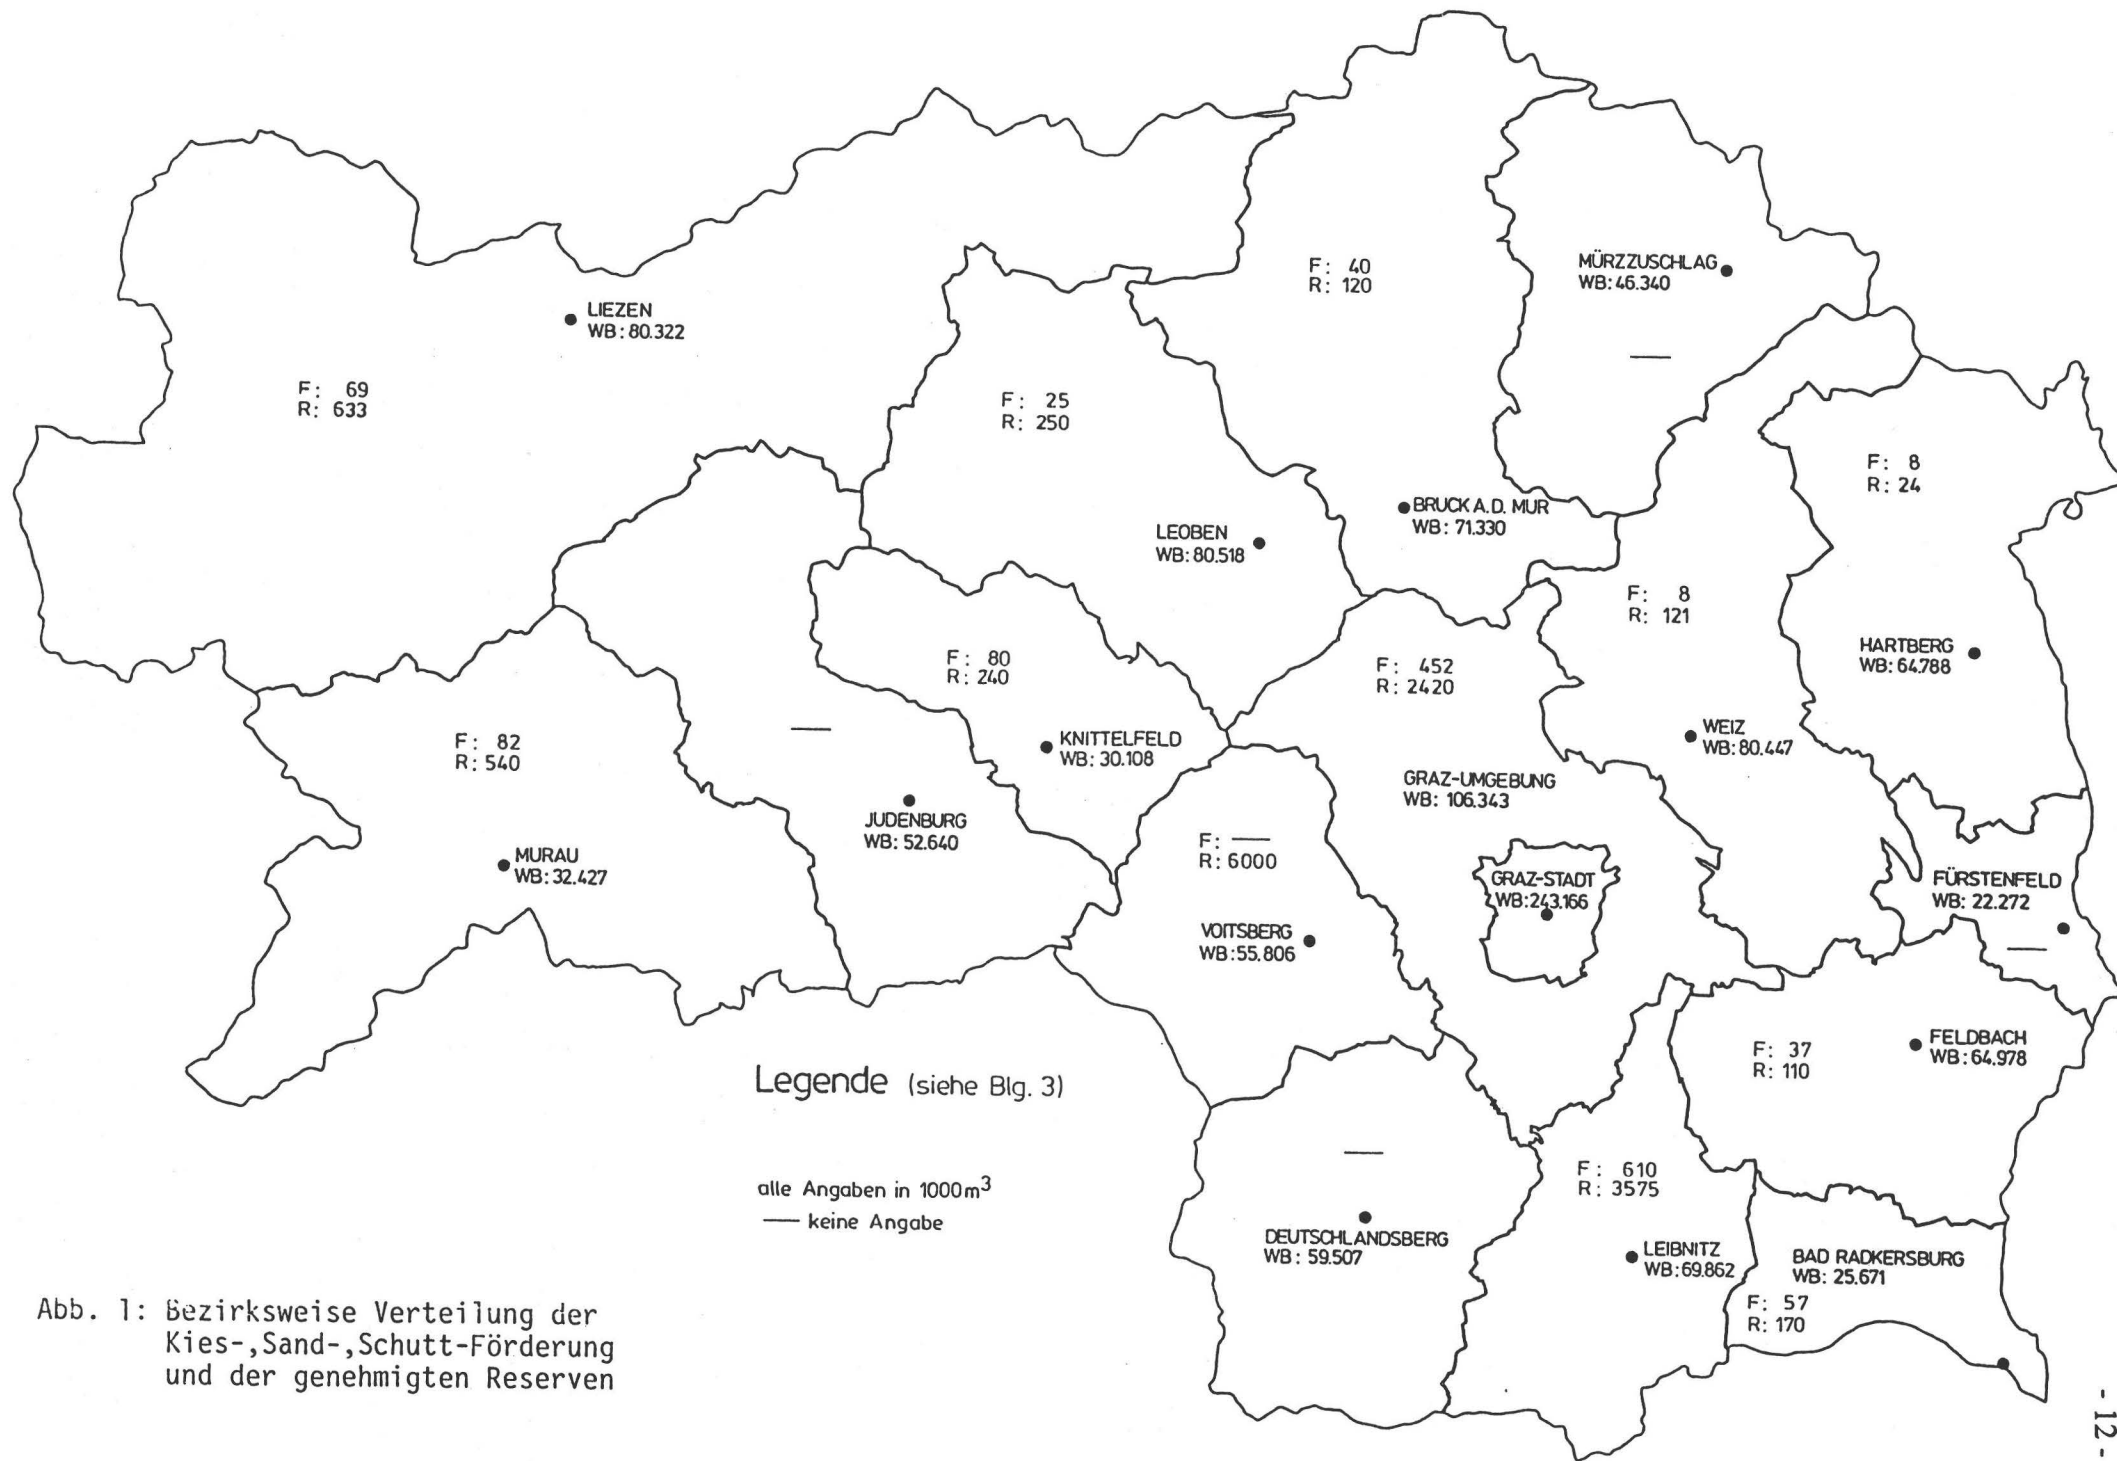 F: 40
R: 120
MÜRZZUSCHLAG
WB: 46.340
—
LIEZEN
WB: 80.322
F: 69
R: 633
F: 25
R: 250
F: 8
R: 24
BRUCK A.D. MUR
WB: 71.330
LEOBEN
WB: 80.518
F: 8
R: 121
HARTBERG
WB: 64.788
F: 80
R: 240
F: 452
R: 2420
KNITTELFELD
WB: 30.108
WEIZ
WB: 80.447
F: 82
R: 540
—
GRAZ-UMGEBUNG
WB: 106.343
JUDENBURG
WB: 52.640
MURAU
WB: 32.427
F: —
R: 6000
VOITSBERG
WB: 55.806
GRAZ-STADT
WB: 243.166
FÜRSTENFELD
WB: 22.272
—
FELDBACH
WB: 64.978
F: 37
R: 110
Legende (siehe Blg. 3)
alle Angaben in 1000m³
— keine Angabe
—
DEUTSCHLANDSBERG
WB: 59.507
F: 610
R: 3575
LEIBNITZ
WB: 69.862
BAD RADKERSBURG
WB: 25.671
F: 57
R: 170
Abb. 1: Bezirksweise Verteilung der
Kies-,Sand-,Schutt-Förderung
und der genehmigten Reserven
- 12 -